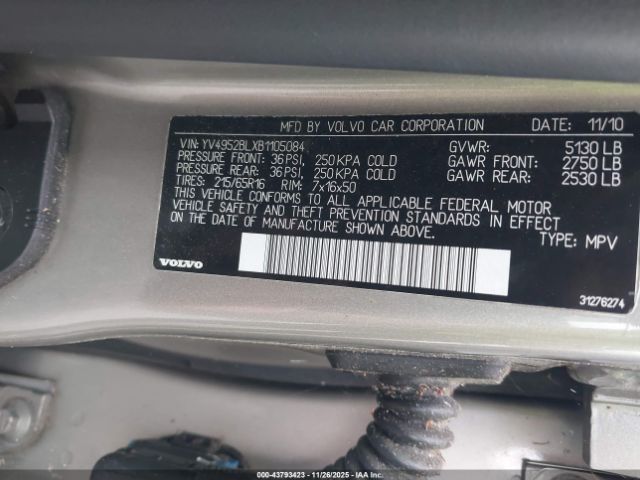 MFD BY VOLVO CAR CORPORATION DATE: 11/10
VIN: YV4952BLXB1105084 GVWR: 5130 LB
PRESSURE FRONT: 36 PSI, 250 KPA COLD GAWR FRONT: 2750 LB
PRESSURE REAR: 36 PSI, 250 KPA COLD GAWR REAR: 2530 LB
TIRES: 215/65R16 RIM: 7x16x50
THIS VEHICLE CONFORMS TO ALL APPLICABLE FEDERAL MOTOR
VEHICLE SAFETY AND THEFT PREVENTION STANDARDS IN EFFECT
ON THE DATE OF MANUFACTURE SHOWN ABOVE. TYPE: MPV
VOLVO
31276274
000-43793423 - 11/26/2025 - IAA Inc.